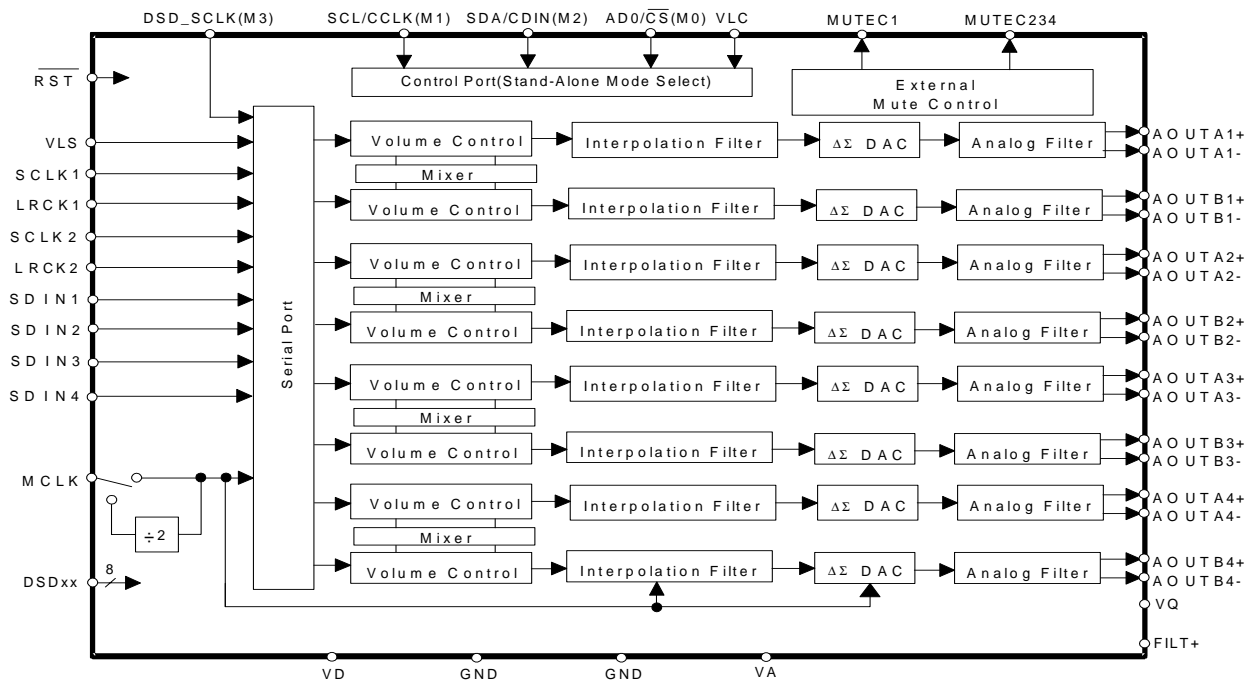 DSD_SCLK(M3) SCL/CCLK(M1) SDA/CDIN(M2) AD0/CS(M0) VLC MUTEC1 MUTEC234
RST
Control Port(Stand-Alone Mode Select)
External
Mute Control
VLS
SCLK1
LRCK1
SCLK2
LRCK2
SDIN1
SDIN2
SDIN3
SDIN4
MCLK
÷2
DSDxx
8
Serial Port
Volume Control Interpolation Filter ΔΣ DAC Analog Filter AOUTA1+
AOUTA1-
Mixer
Volume Control Interpolation Filter ΔΣ DAC Analog Filter AOUTB1+
AOUTB1-
Volume Control Interpolation Filter ΔΣ DAC Analog Filter AOUTA2+
AOUTA2-
Mixer
Volume Control Interpolation Filter ΔΣ DAC Analog Filter AOUTB2+
AOUTB2-
Volume Control Interpolation Filter ΔΣ DAC Analog Filter AOUTA3+
AOUTA3-
Mixer
Volume Control Interpolation Filter ΔΣ DAC Analog Filter AOUTB3+
AOUTB3-
Volume Control Interpolation Filter ΔΣ DAC Analog Filter AOUTA4+
AOUTA4-
Mixer
Volume Control Interpolation Filter ΔΣ DAC Analog Filter AOUTB4+
AOUTB4-
VQ
FILT+
VD GND GND VA